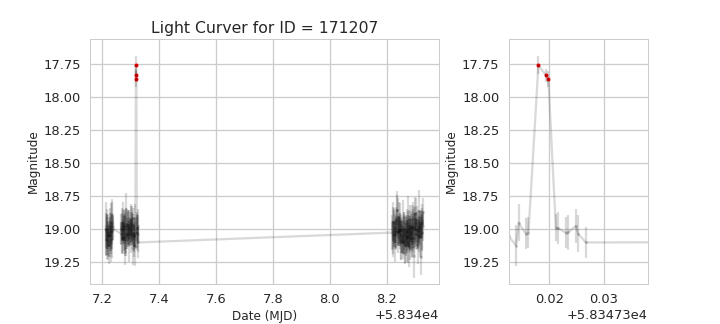 Light Curver for ID = 171207
Magnitude
17.75
18.00
18.25
18.50
18.75
19.00
19.25
7.2 7.4 7.6 7.8 8.0 8.2
Date (MJD)
+5.834e4
Magnitude
17.75
18.00
18.25
18.50
18.75
19.00
19.25
0.02 0.03
+5.83473e4